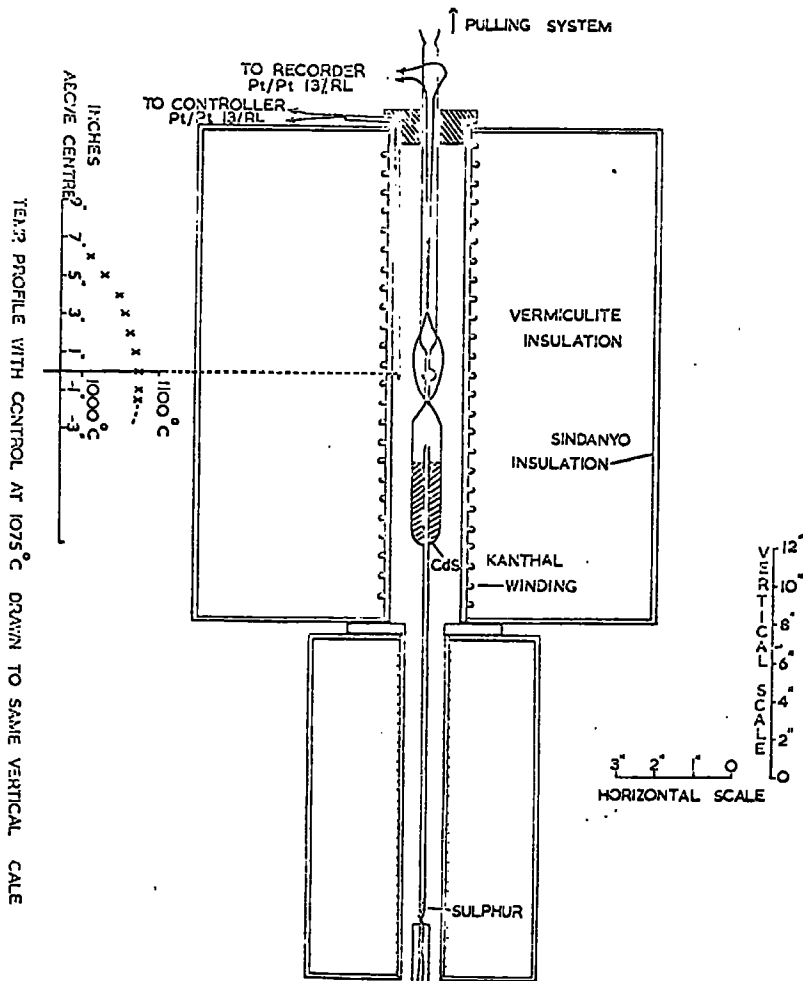 ↑ PULLING SYSTEM
TO RECORDER
Pt/Pt 13/RL
TO CONTROLLER
Pt/Pt 13/RL
INCHES
ABOVE CENTRE
9"
7"
5"
3"
1"
-1"
-3"
1000°C
1100°C
TEMP. PROFILE WITH CONTROL AT 1075°C DRAWN TO SAME VERTICAL CALE
VERMICULITE
INSULATION
SINDANYO
INSULATION
CdS
KANTHAL
WINDING
SULPHUR
VERTICAL SCALE
12"
10"
8"
6"
4"
2"
0
3" 2" 1" 0
HORIZONTAL SCALE